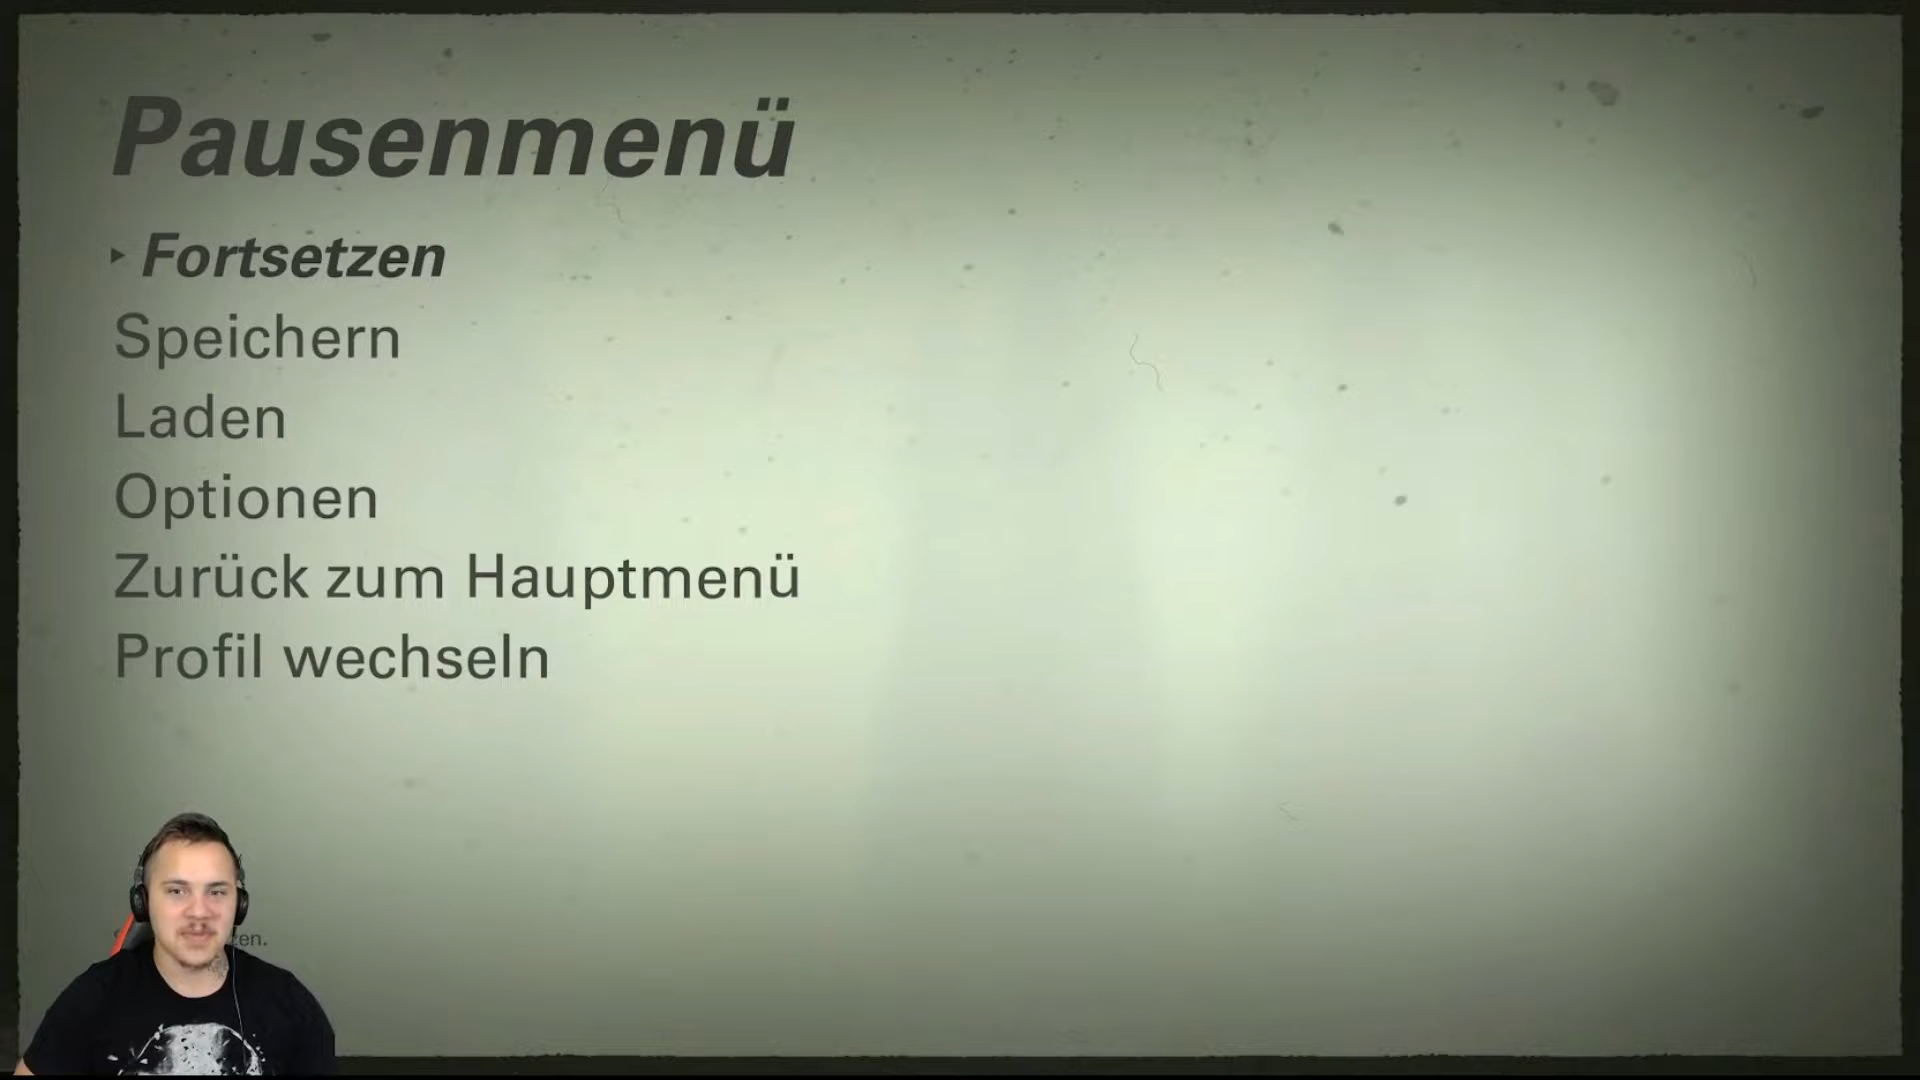 Pausenmenü
Fortsetzen
Speichern
Laden
Optionen
Zurück zum Hauptmenü
Profil wechseln